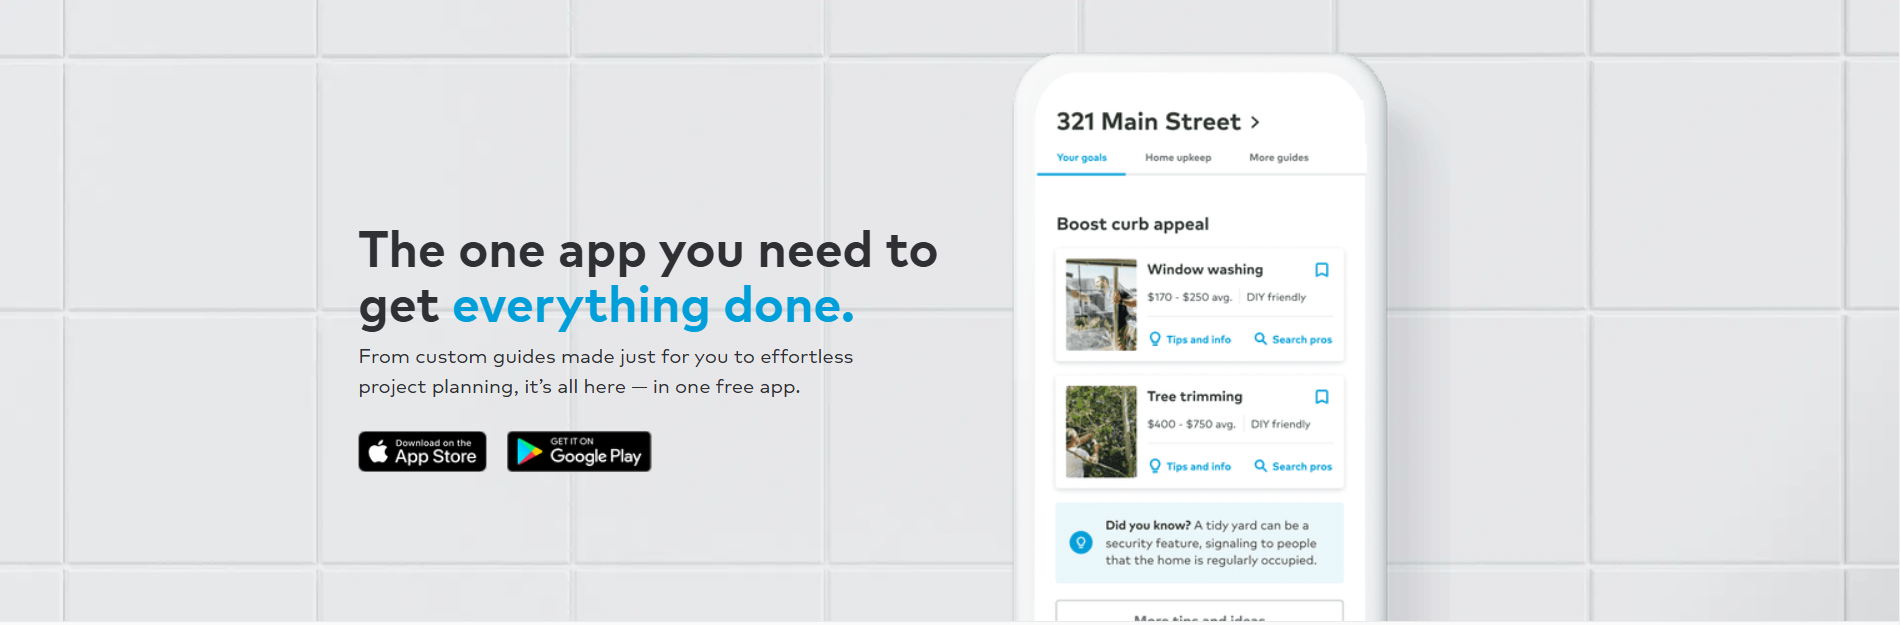 The one app you need to
get everything done.
From custom guides made just for you to effortless
project planning, it's all here — in one free app.
Download on the
App Store
GET IT ON
Google Play
321 Main Street >
Your goals Home upkeep More guides
Boost curb appeal
Window washing
$170 - $250 avg. DIY friendly
Tips and info Search pros
Tree trimming
$400 - $750 avg. DIY friendly
Tips and info Search pros
Did you know? A tidy yard can be a
security feature, signaling to people
that the home is regularly occupied.
More tips and ideas